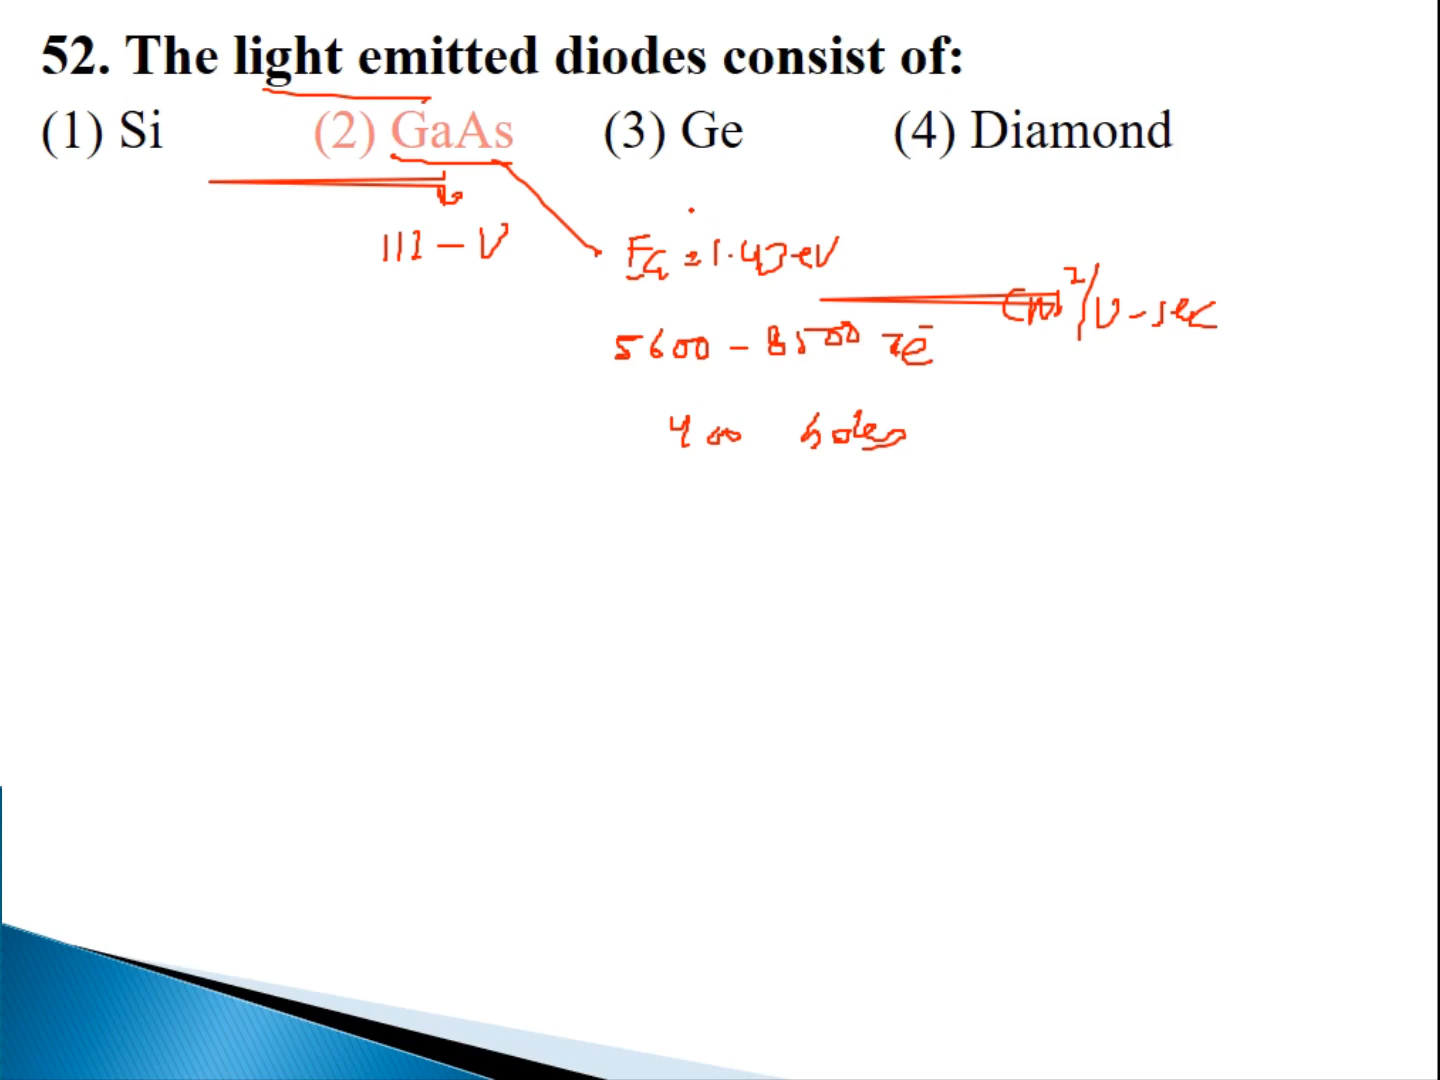 52. The light emitted diodes consist of:
(1) Si (2) GaAs (3) Ge (4) Diamond
III - V
EG = 1.43 eV
cm²/V-sec
5600 - 8500 e⁻
400 holes